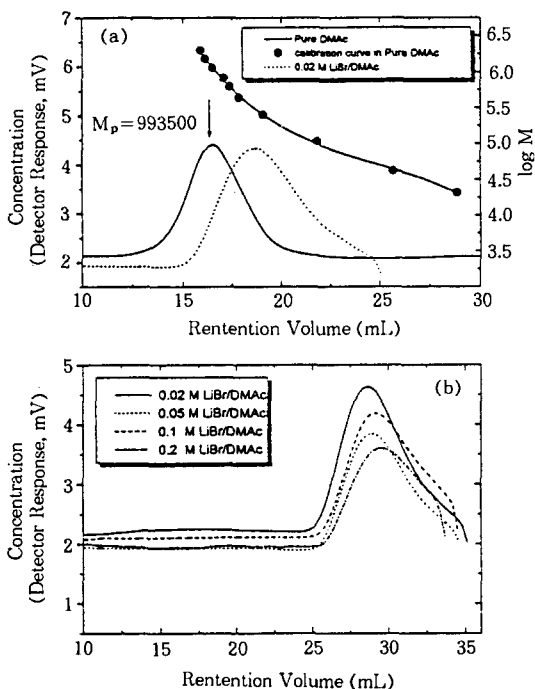 (a)
Pure DMAc
calibration curve in Pure DMAc
0.02 M LiBr/DMAc
Mp=993500
Concentration
(Detector Response, mV)
7
6
5
4
3
2
log M
6.5
6.0
5.5
5.0
4.5
4.0
3.5
10 15 20 25 30
Rentention Volume (mL)
(b)
0.02 M LiBr/DMAc
0.05 M LiBr/DMAc
0.1 M LiBr/DMAc
0.2 M LiBr/DMAc
Concentration
(Detector Response, mV)
5
4
3
2
1
10 15 20 25 30 35
Rentention Volume (mL)